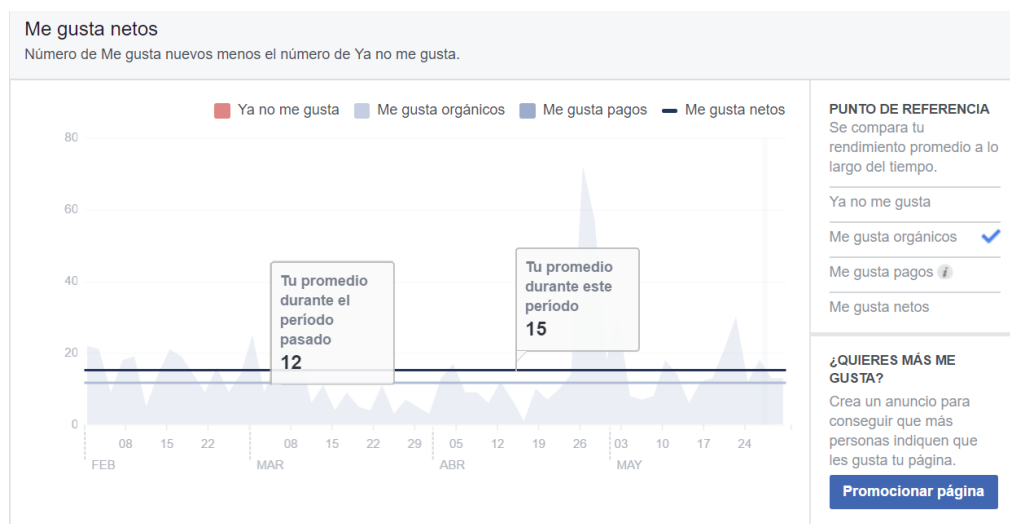 Me gusta netos
Número de Me gusta nuevos menos el número de Ya no me gusta.
Ya no me gusta Me gusta orgánicos Me gusta pagos Me gusta netos
80
60
40
20
0
Tu promedio
durante el
período
pasado
12
Tu promedio
durante este
período
15
08 15 22 08 15 22 29 05 12 19 26 03 10 17 24
FEB MAR ABR MAY
PUNTO DE REFERENCIA
Se compara tu
rendimiento promedio a lo
largo del tiempo.
Ya no me gusta
Me gusta orgánicos
Me gusta pagos i
Me gusta netos
¿QUIERES MÁS ME
GUSTA?
Crea un anuncio para
conseguir que más
personas indiquen que
les gusta tu página.
Promocionar página